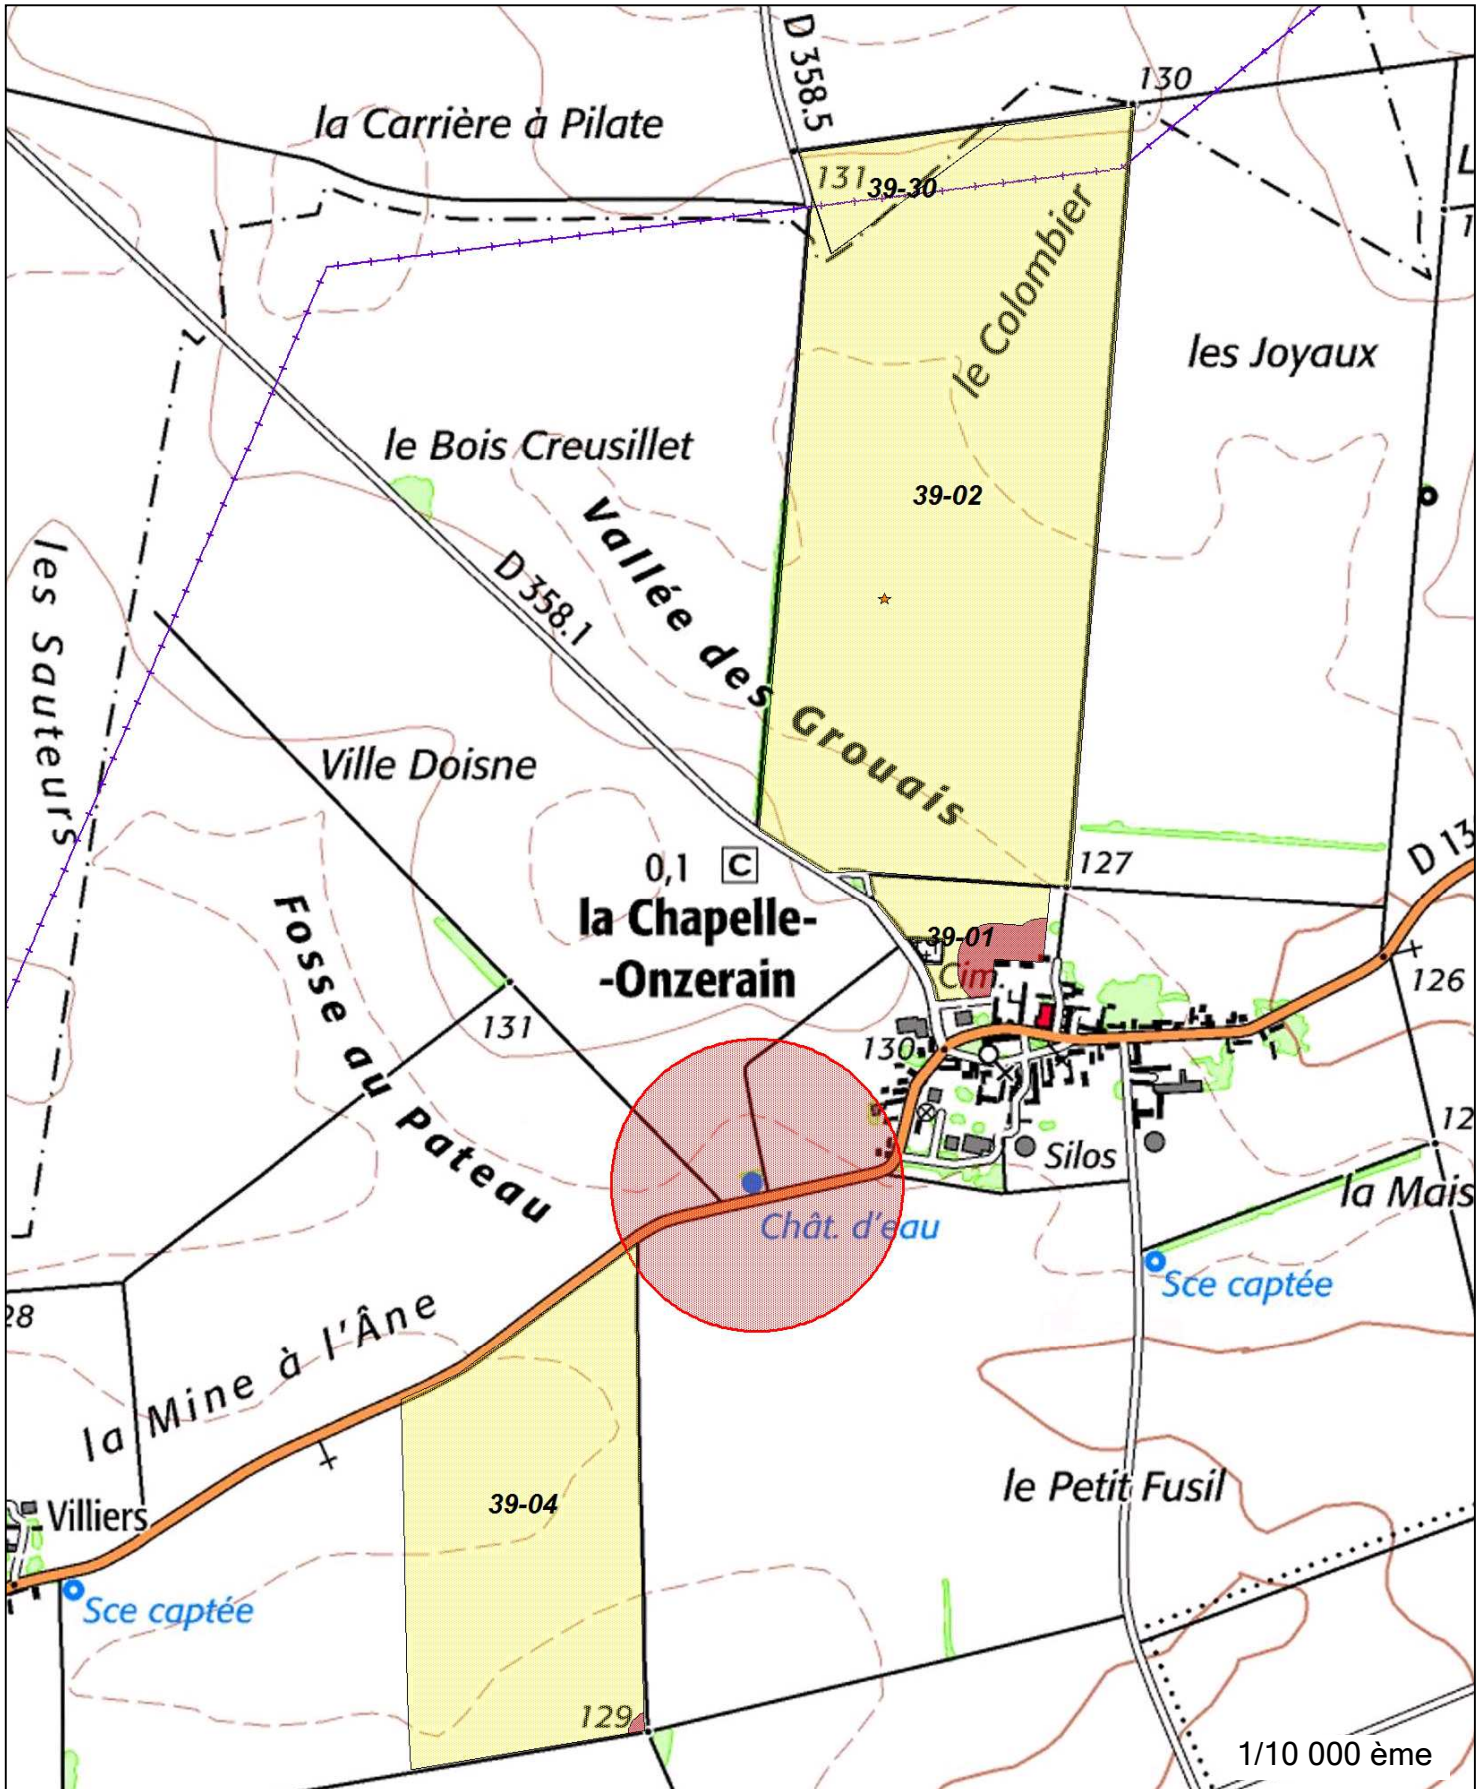 D 358.5
130
la Carrière à Pilate
131
39-30
le Colombier
les Joyaux
le Bois Creusillet
39-02
Vallée des Grouais
D 358.1
les Sauteurs
Ville Doisne
D 13
127
0,1 C
la Chapelle-
-Onzerain
39-01
Cim
126
Fosse au Pateau
131
130
12
Silos
la Mais
Chât. d'eau
Sce captée
28
la Mine à l'Âne
le Petit Fusil
39-04
Villiers
Sce captée
129
1/10 000 ème